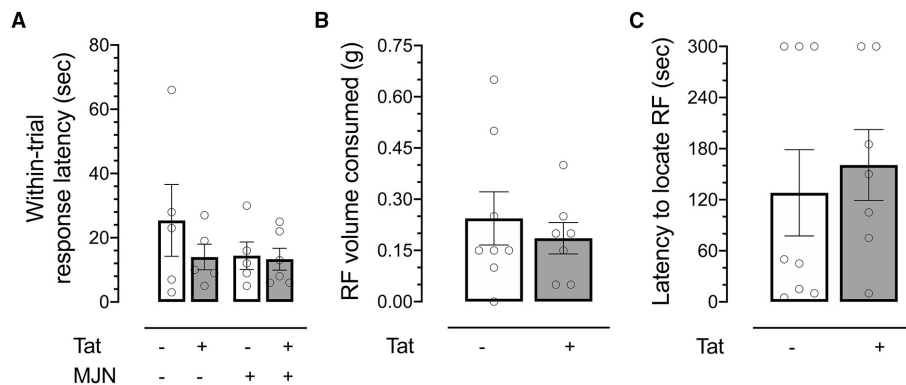 A
Within-trial
response latency (sec)
80
60
40
20
0
Tat - + - +
MJN - - + +
B
RF volume consumed (g)
0.75
0.60
0.45
0.30
0.15
0.00
Tat - +
C
Latency to locate RF (sec)
300
240
180
120
60
0
Tat - +